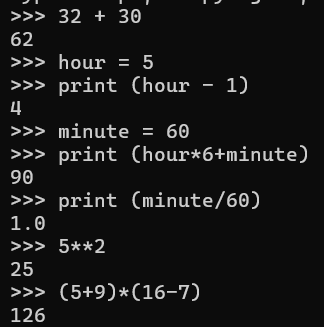 >>> 32 + 30
62
>>> hour = 5
>>> print (hour - 1)
4
>>> minute = 60
>>> print (hour*6+minute)
90
>>> print (minute/60)
1.0
>>> 5**2
25
>>> (5+9)*(16-7)
126